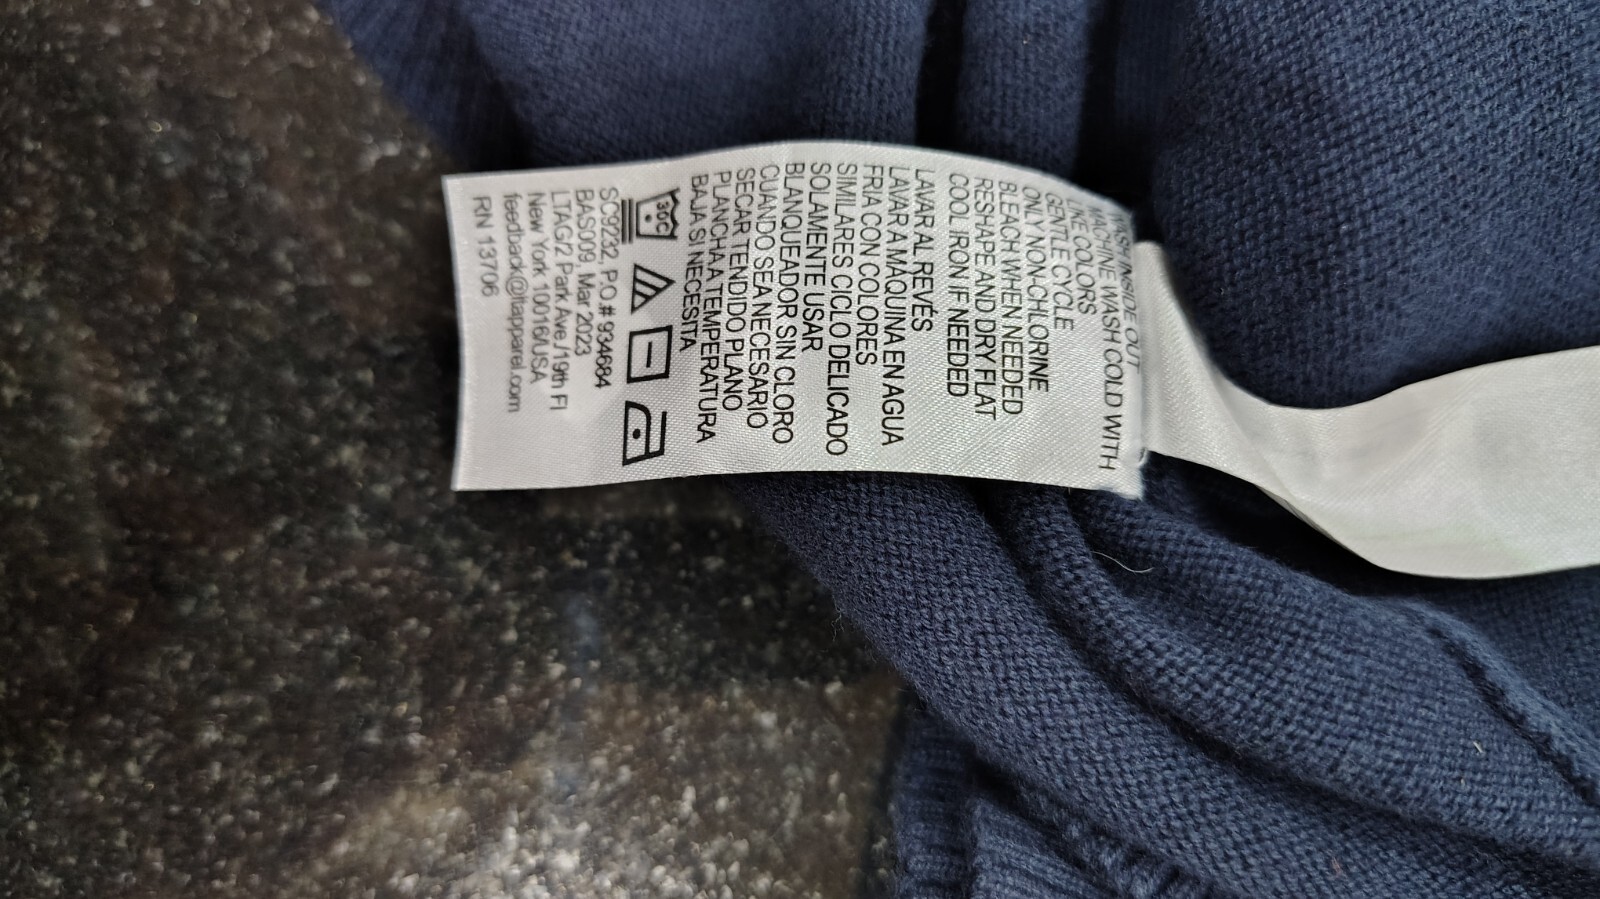 WASH INSIDE OUT
MACHINE WASH COLD WITH
LIKE COLORS
GENTLE CYCLE
ONLY NON-CHLORINE
BLEACH WHEN NEEDED
RESHAPE AND DRY FLAT
COOL IRON IF NEEDED
LAVAR AL REVÉS
LAVAR A MÁQUINA EN AGUA
FRIA CON COLORES
SIMILARES CICLO DELICADO
SOLAMENTE USAR
BLANQUEADOR SIN CLORO
CUANDO SEA NECESARIO
SECAR TENDIDO PLANO
PLANCHA A TEMPERATURA
BAJA SI NECESITA
30C
SC9232, P.O.# 934684
BAS009, Mar 2023
LTAG/2 Park Ave /19th Fl
New York 10016/USA
feedback@ltapparel.com
RN 13706